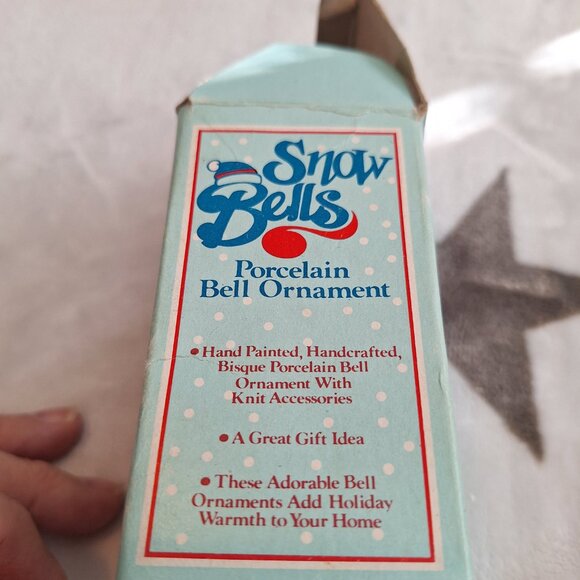 Snow
Bells
Porcelain
Bell Ornament
• Hand Painted, Handcrafted,
Bisque Porcelain Bell
Ornament With
Knit Accessories
• A Great Gift Idea
• These Adorable Bell
Ornaments Add Holiday
Warmth to Your Home